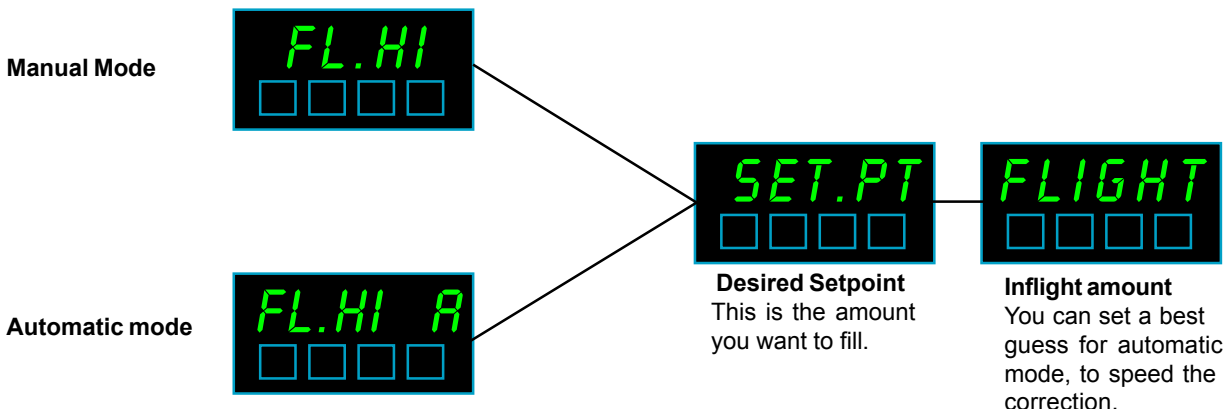 Manual Mode
FL.HI
SET.PT
FLIGHT
Desired Setpoint
This is the amount
you want to fill.
Inflight amount
You can set a best
guess for automatic
mode, to speed the
correction.
Automatic mode
FL.HI A